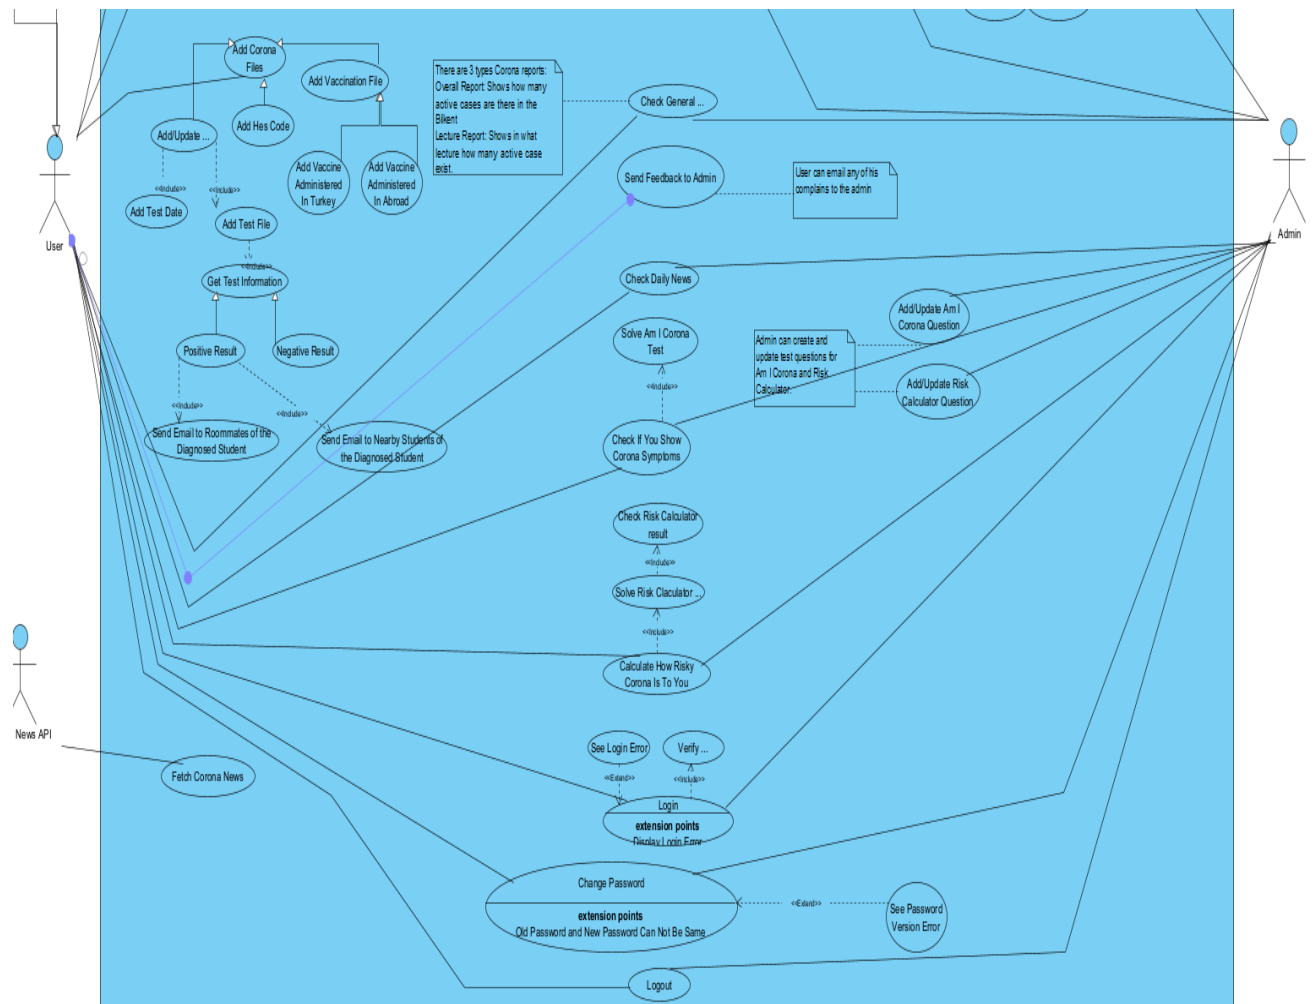 Add Corona
Files
Add Vaccination File
Add/Update ...
Add Hes Code
Add Vaccine
Administered
In Turkey
Add Vaccine
Administered
In Abroad
<<Include>>
<<Include>>
Add Test Date
Add Test File
<<Include>>
Get Test Information
Positive Result
Negative Result
<<Include>>
<<Include>>
Send Email to Roommates of the
Diagnosed Student
Send Email to Nearby Students of
the Diagnosed Student
There are 3 types Corona reports:
Overall Report: Shows how many
active cases are there in the
Bilkent
Lecture Report: Shows in what
lecture how many active case
exist.
Check General ...
Send Feedback to Admin
User can email any of his
complains to the admin
User
Admin
Check Daily News
Solve Am I Corona
Test
<<Include>>
Check If You Show
Corona Symptoms
Add/Update Am I
Corona Question
Admin can create and
update test questions for
Am I Corona and Risk
Calculator.
Add/Update Risk
Calculator Question
Check Risk Calculator
result
<<Include>>
Solve Risk Claculator ...
<<Include>>
Calculate How Risky
Corona Is To You
News API
Fetch Corona News
See Login Error
Verify ...
<<Extend>>
<<Include>>
Login
extension points
Display Login Error
Change Password
extension points
Old Password and New Password Can Not Be Same
<<Extend>>
See Password
Version Error
Logout